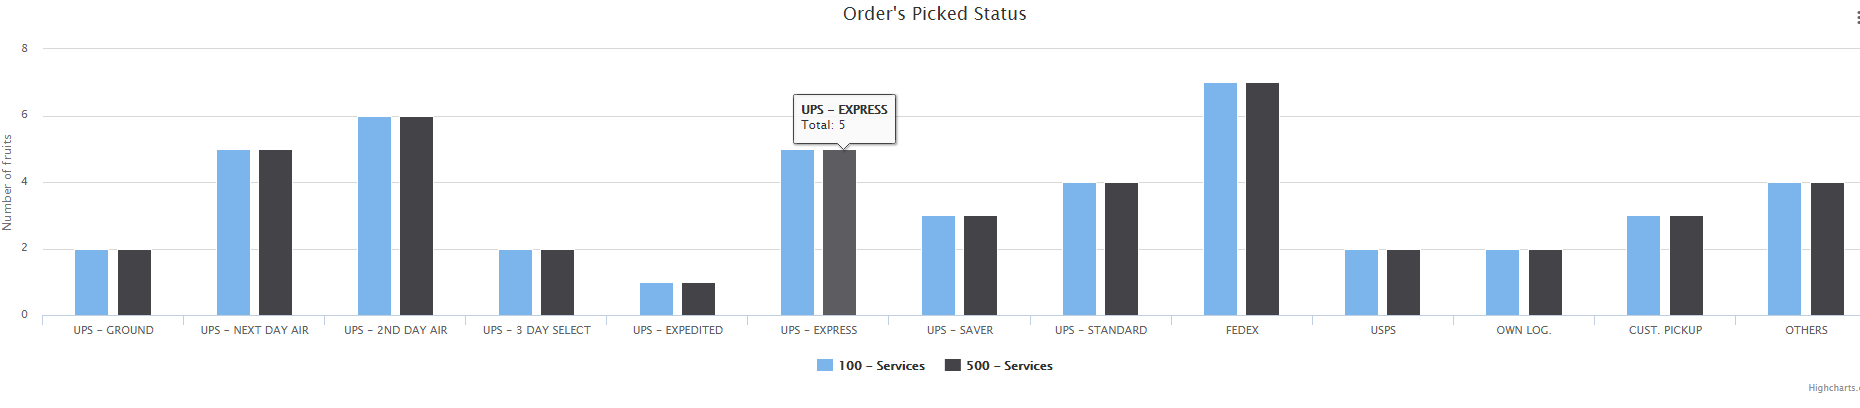 Order's Picked Status
Number of fruits
8
6
4
2
0
UPS - EXPRESS
Total: 5
UPS - GROUND
UPS - NEXT DAY AIR
UPS - 2ND DAY AIR
UPS - 3 DAY SELECT
UPS - EXPEDITED
UPS - EXPRESS
UPS - SAVER
UPS - STANDARD
FEDEX
USPS
OWN LOG.
CUST. PICKUP
OTHERS
100 - Services
500 - Services
Highcharts.